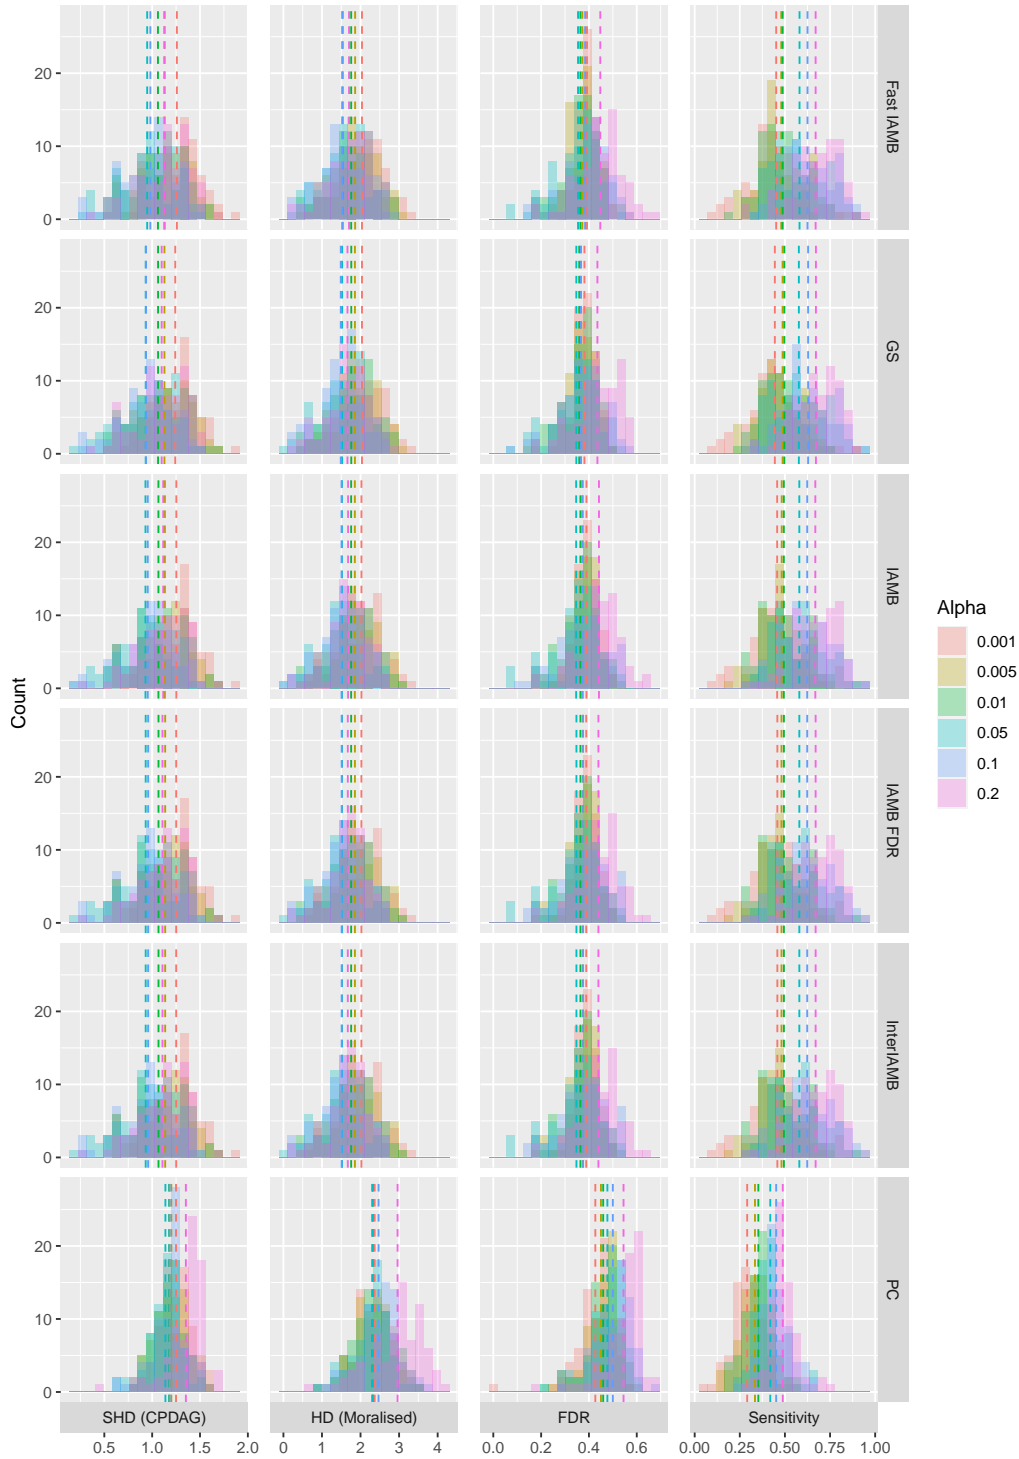 Count
20
10
0
Fast IAMB
20
10
0
GS
20
10
0
IAMB
20
10
0
IAMB FDR
20
10
0
InterIAMB
20
10
0
PC
SHD (CPDAG)
HD (Moralised)
FDR
Sensitivity
0.5 1.0 1.5 2.0
0 1 2 3 4
0.0 0.2 0.4 0.6
0.00 0.25 0.50 0.75 1.00
Alpha
0.001
0.005
0.01
0.05
0.1
0.2